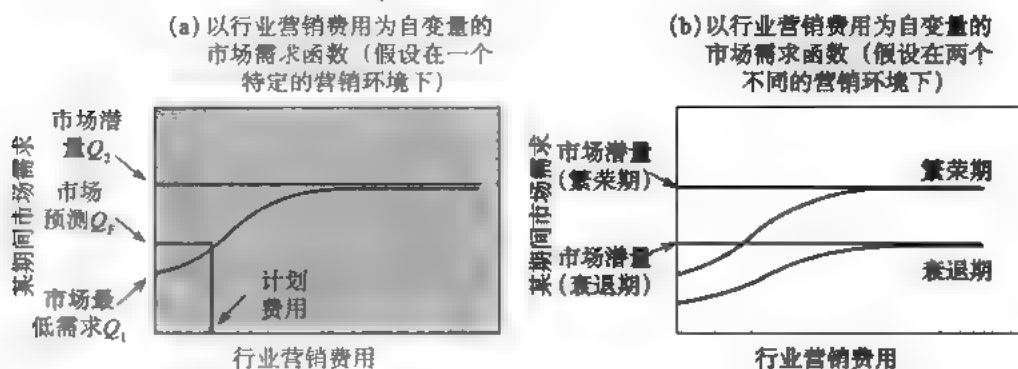 (a)以行业营销费用为自变量的
市场需求函数(假设在一个
特定的营销环境下)
某期间市场需求
市场潜
量Q₂
市场
预测Q_F
市场最
低需求Q₁
计划
费用
行业营销费用
(b)以行业营销费用为自变量的
市场需求函数(假设在两个
不同的营销环境下)
某期间市场需求
市场潜量
(繁荣期)
市场潜量
(衰退期)
繁荣期
衰退期
行业营销费用